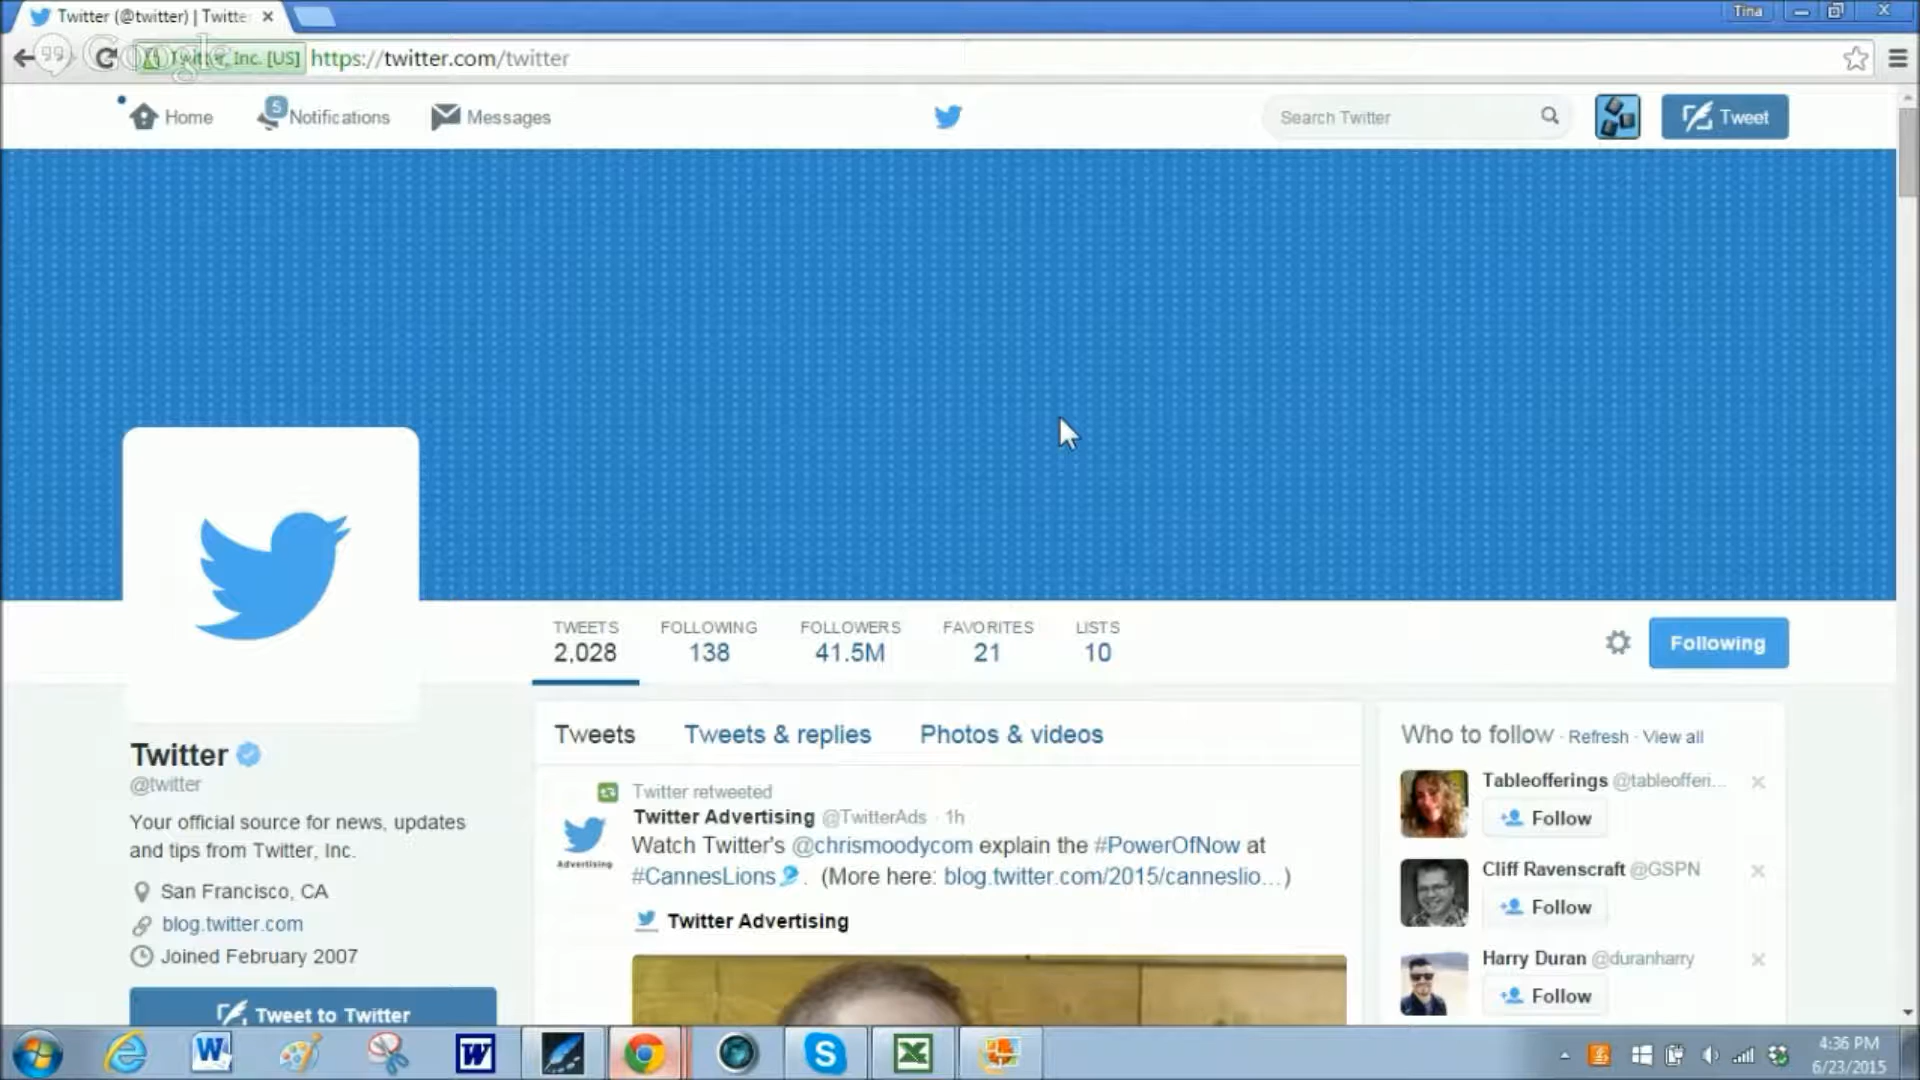 Twitter (@twitter) | Twitte
Tina
Google
Twitter, Inc. [US] https://twitter.com/twitter
5
Home Notifications Messages
Search Twitter
Tweet
TWEETS FOLLOWING FOLLOWERS FAVORITES LISTS
2,028 138 41.5M 21 10
Following
Tweets Tweets & replies Photos & videos
Twitter
@twitter
Your official source for news, updates
and tips from Twitter, Inc.
San Francisco, CA
blog.twitter.com
Joined February 2007
Tweet to Twitter
Twitter retweeted
Twitter Advertising @TwitterAds · 1h
Watch Twitter's @chrismoodycom explain the #PowerOfNow at
#CannesLions. (More here: blog.twitter.com/2015/canneslio...)
Advertising
Twitter Advertising
Who to follow · Refresh · View all
Tableofferings @tableofferi...
Follow
Cliff Ravenscraft @GSPN
Follow
Harry Duran @duranharry
Follow
4:36 PM
6/23/2015